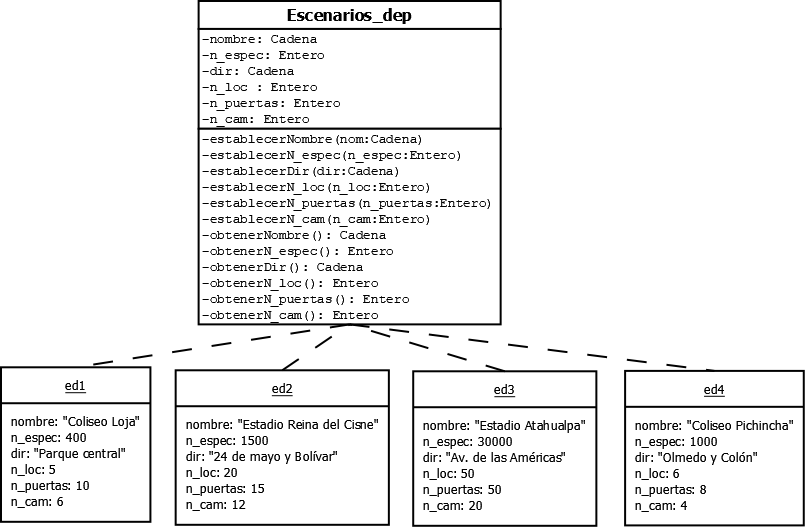 Escenarios_dep
-nombre: Cadena
-n_espec: Entero
-dir: Cadena
-n_loc : Entero
-n_puertas: Entero
-n_cam: Entero
-establecerNombre(nom:Cadena)
-establecerN_espec(n_espec:Entero)
-establecerDir(dir:Cadena)
-establecerN_loc(n_loc:Entero)
-establecerN_puertas(n_puertas:Entero)
-establecerN_cam(n_cam:Entero)
-obtenerNombre(): Cadena
-obtenerN_espec(): Entero
-obtenerDir(): Cadena
-obtenerN_loc(): Entero
-obtenerN_puertas(): Entero
-obtenerN_cam(): Entero
ed1
nombre: "Coliseo Loja"
n_espec: 400
dir: "Parque central"
n_loc: 5
n_puertas: 10
n_cam: 6
ed2
nombre: "Estadio Reina del Cisne"
n_espec: 1500
dir: "24 de mayo y Bolívar"
n_loc: 20
n_puertas: 15
n_cam: 12
ed3
nombre: "Estadio Atahualpa"
n_espec: 30000
dir: "Av. de las Américas"
n_loc: 50
n_puertas: 50
n_cam: 20
ed4
nombre: "Coliseo Pichincha"
n_espec: 1000
dir: "Olmedo y Colón"
n_loc: 6
n_puertas: 8
n_cam: 4